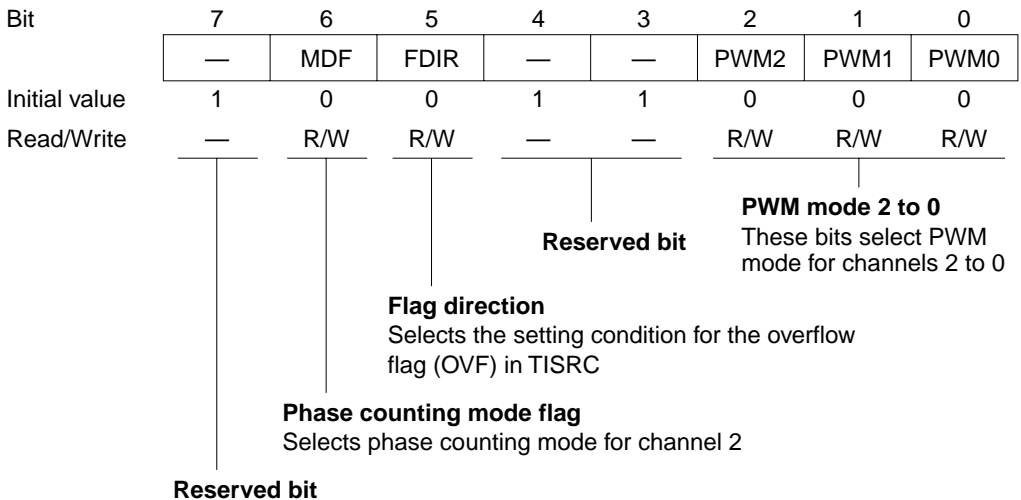 Bit 7 6 5 4 3 2 1 0
— MDF FDIR — — PWM2 PWM1 PWM0
Initial value 1 0 0 1 1 0 0 0
Read/Write — R/W R/W — — R/W R/W R/W
PWM mode 2 to 0
These bits select PWM
mode for channels 2 to 0
Reserved bit
Flag direction
Selects the setting condition for the overflow
flag (OVF) in TISRC
Phase counting mode flag
Selects phase counting mode for channel 2
Reserved bit